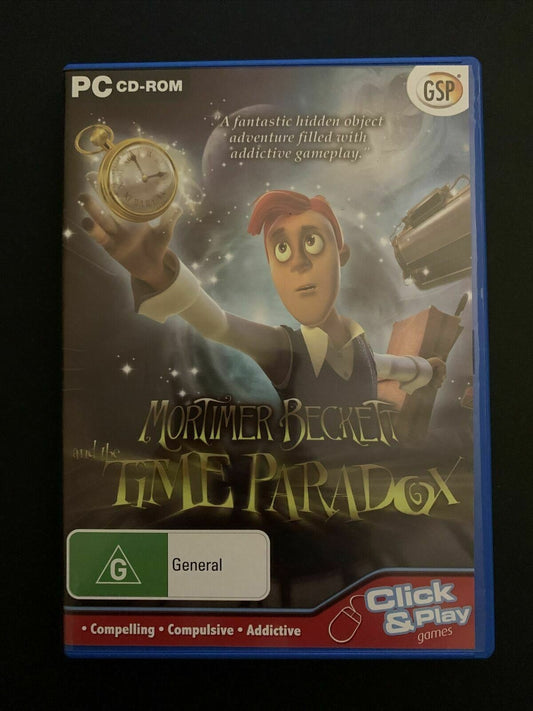 PC CD-ROM
GSP
"A fantastic hidden object
adventure filled with
addictive gameplay."
MORTIMER BECKETT
and the
TIME PARADOX
G
General
• Compelling • Compulsive • Addictive
Click
& Play
games